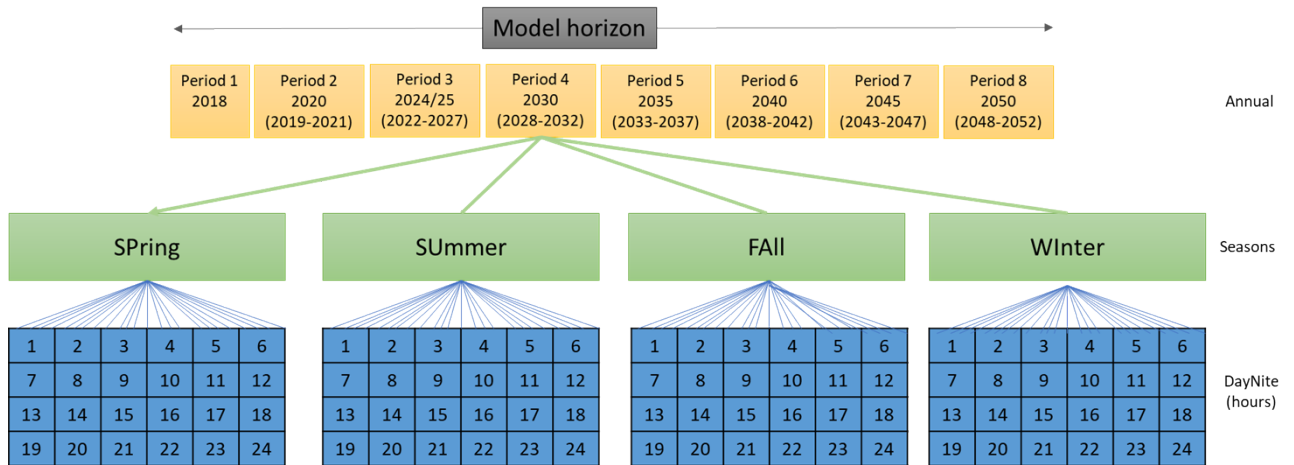 Model horizon
Period 1
2018
Period 2
2020
(2019-2021)
Period 3
2024/25
(2022-2027)
Period 4
2030
(2028-2032)
Period 5
2035
(2033-2037)
Period 6
2040
(2038-2042)
Period 7
2045
(2043-2047)
Period 8
2050
(2048-2052)
Annual
SPring
SUmmer
FAll
WInter
Seasons
1 2 3 4 5 6
7 8 9 10 11 12
13 14 15 16 17 18
19 20 21 22 23 24
1 2 3 4 5 6
7 8 9 10 11 12
13 14 15 16 17 18
19 20 21 22 23 24
1 2 3 4 5 6
7 8 9 10 11 12
13 14 15 16 17 18
19 20 21 22 23 24
1 2 3 4 5 6
7 8 9 10 11 12
13 14 15 16 17 18
19 20 21 22 23 24
DayNite
(hours)